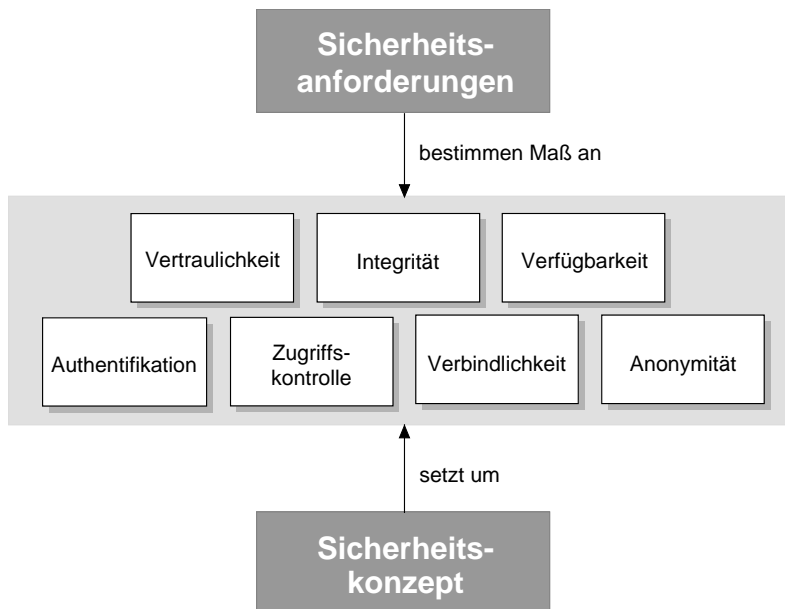 Sicherheits-
anforderungen
bestimmen Maß an
Vertraulichkeit
Integrität
Verfügbarkeit
Authentifikation
Zugriffs-
kontrolle
Verbindlichkeit
Anonymität
setzt um
Sicherheits-
konzept